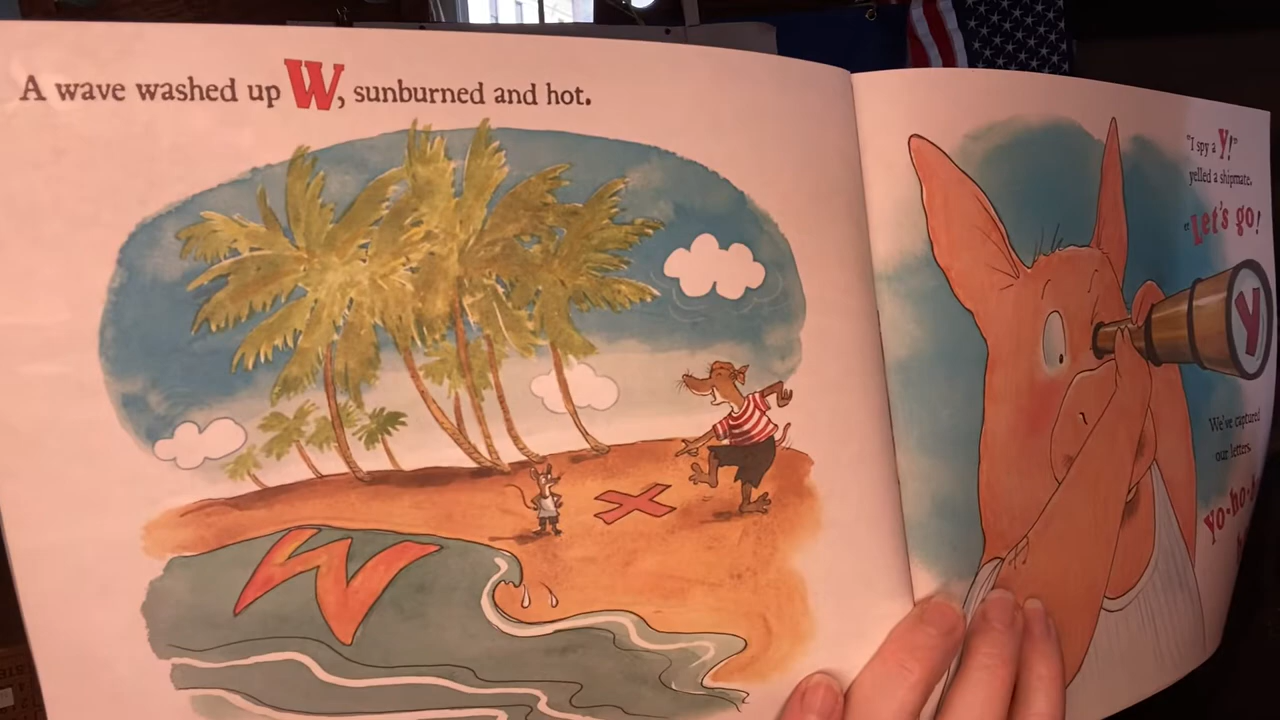 A wave washed up W, sunburned and hot.
W
X
"I spy a Y!"
yelled a shipmate.
"Let's go!
Y
We've captured
our letters.
yo-ho-